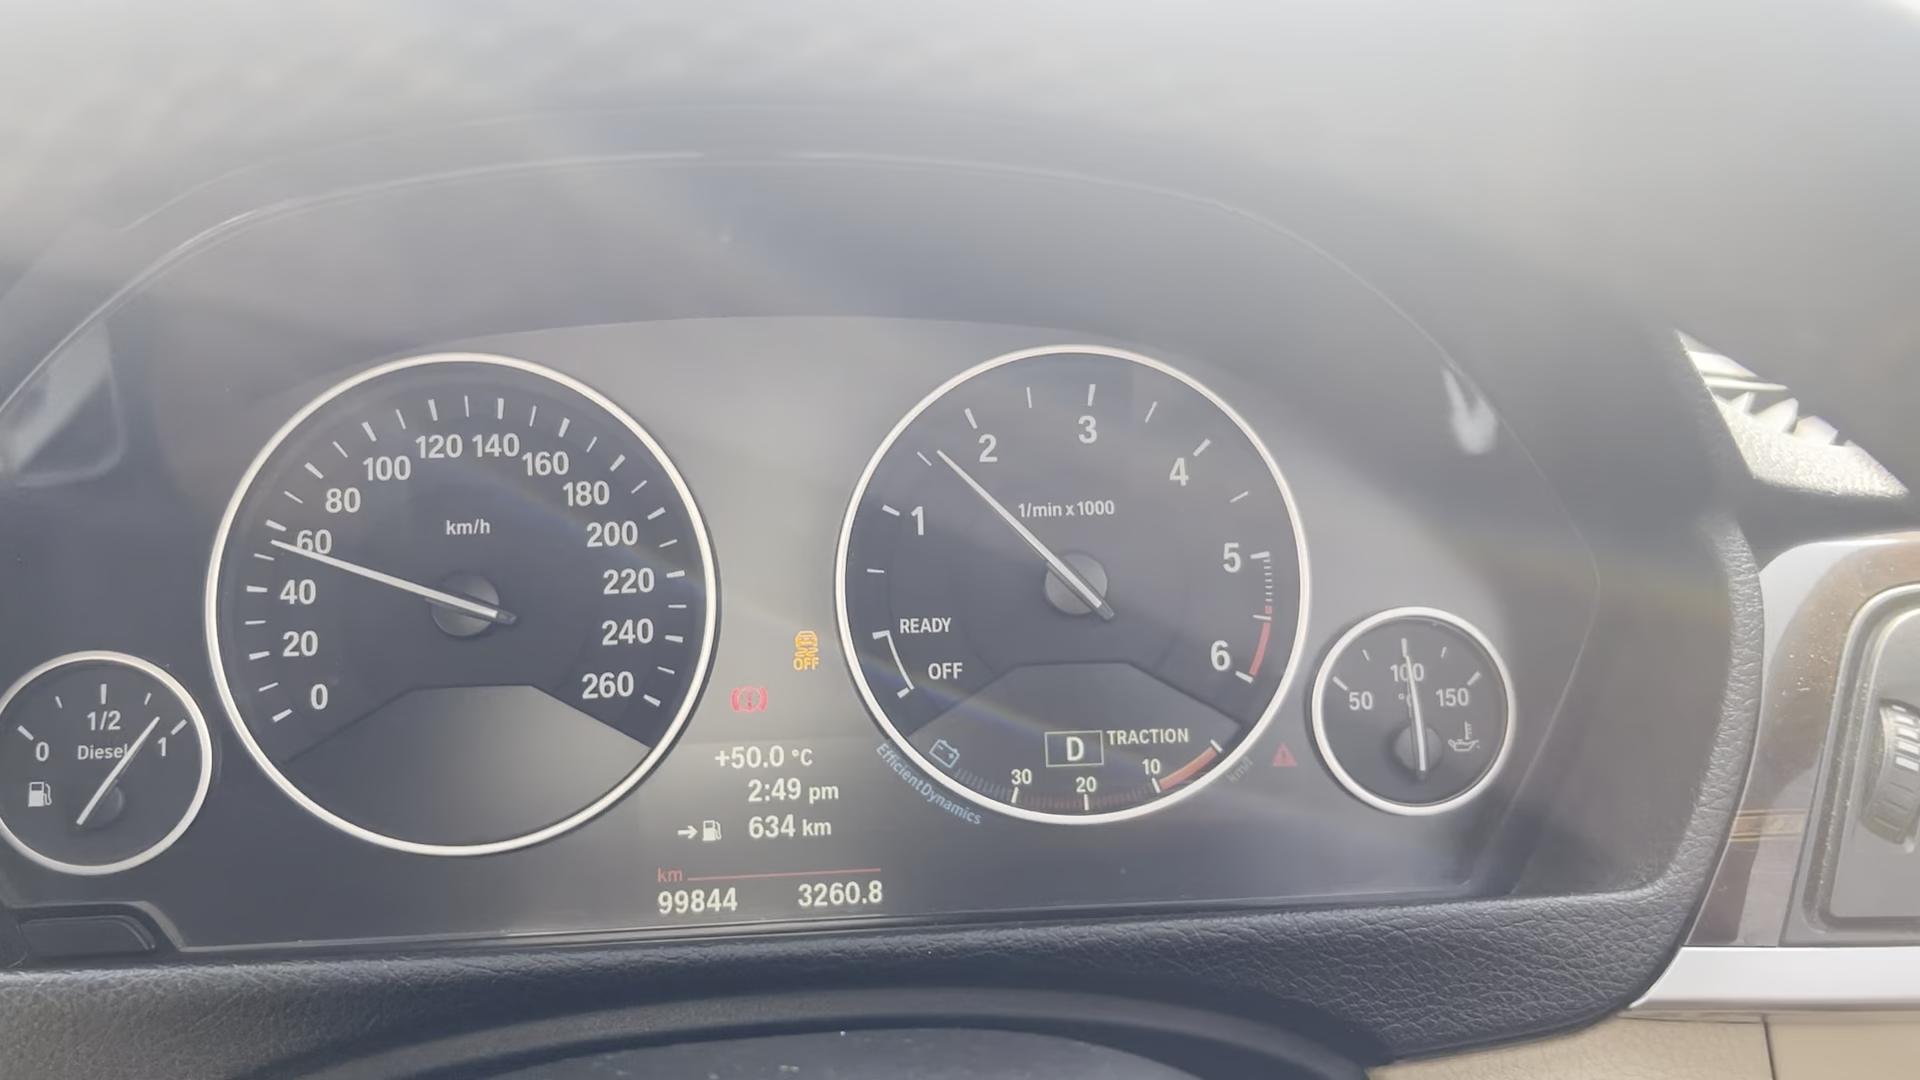 0
1/2
1
Diesel
0
20
40
60
80
100
120
140
160
180
200
220
240
260
km/h
OFF
+50.0 °C
2:49 pm
→ 634 km
km
99844 3260.8
1
2
3
4
5
6
1/min x 1000
READY
OFF
D TRACTION
30
20
10
km/l
EfficientDynamics
50
100
150
°C